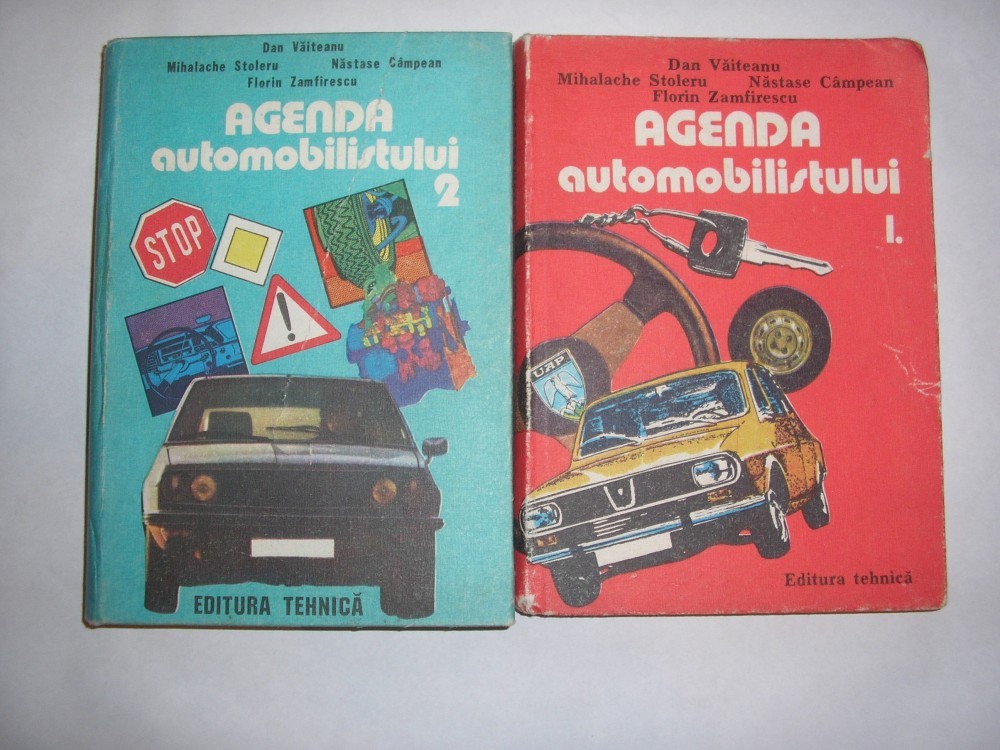 Dan Văiteanu
Mihalache Stoleru Năstase Câmpean
Florin Zamfirescu
AGENDA
automobilistului
2
STOP
EDITURA TEHNICĂ
Dan Văiteanu
Mihalache Stoleru Năstase Câmpean
Florin Zamfirescu
AGENDA
automobilistului
I.
UAP
Editura tehnică